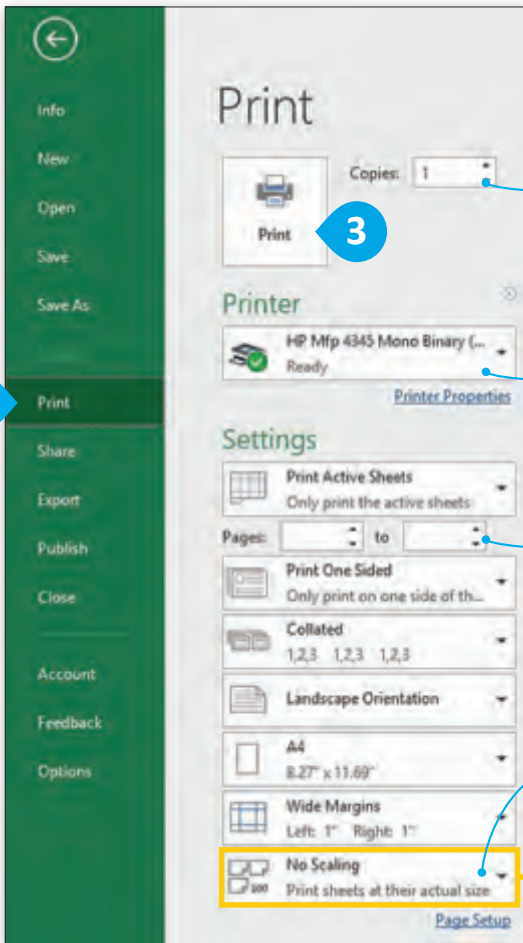 Info
New
Open
Save
Save As
Print
Share
Export
Publish
Close
Account
Feedback
Options
Print
Copies: 1
Print
3
Printer
HP Mfp 4345 Mono Binary (...
Ready
Printer Properties
Settings
Print Active Sheets
Only print the active sheets
Pages: to
Print One Sided
Only print on one side of th...
Collated
1,2,3 1,2,3 1,2,3
Landscape Orientation
A4
8.27" x 11.69"
Wide Margins
Left: 1" Right: 1"
No Scaling
100
Print sheets at their actual size
Page Setup